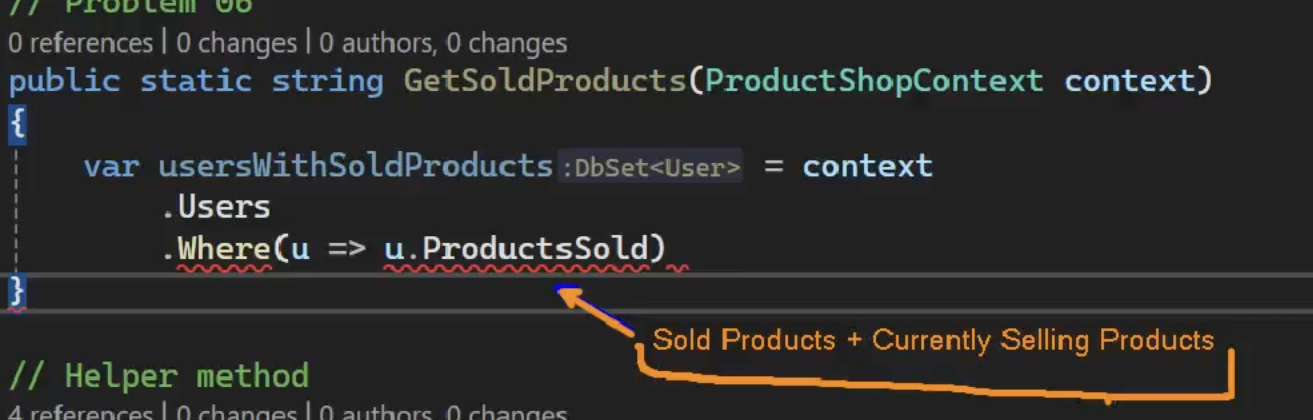 // Problem 06
0 references | 0 changes | 0 authors, 0 changes
public static string GetSoldProducts(ProductShopContext context)
{
var usersWithSoldProducts :DbSet<User> = context
.Users
.Where(u => u.ProductsSold)
}
Sold Products + Currently Selling Products
// Helper method
4 references | 0 changes | 0 authors, 0 changes